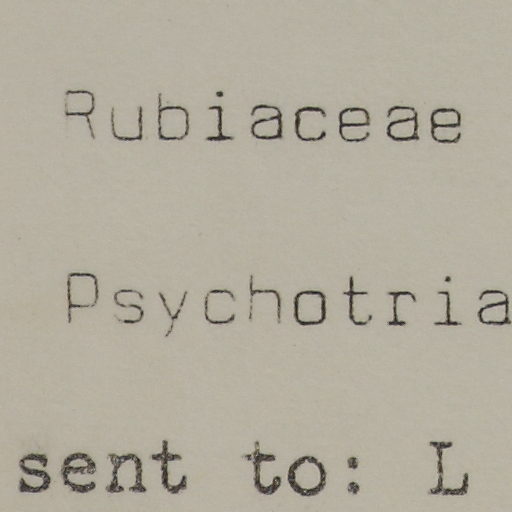 Rubiaceae
Psychotria
sent to: L